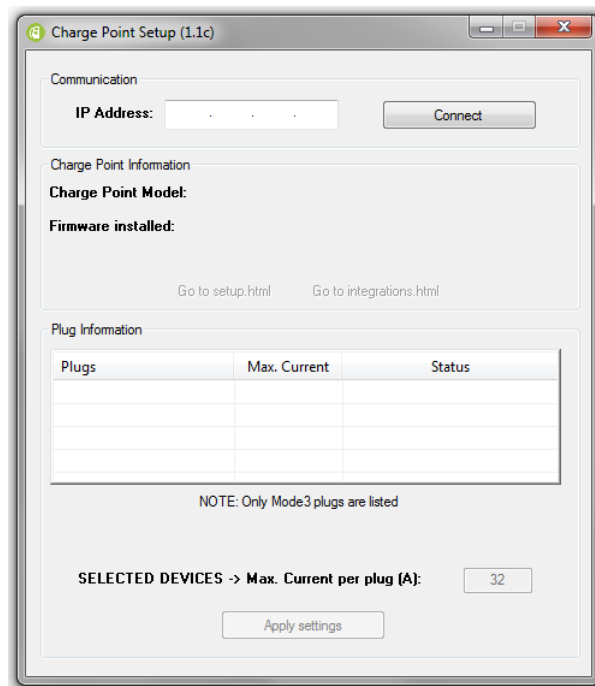 Charge Point Setup (1.1c)
Communication
IP Address: . . . Connect
Charge Point Information
Charge Point Model:
Firmware installed:
Go to setup.html Go to integrations.html
Plug Information
Plugs Max. Current Status
NOTE: Only Mode3 plugs are listed
SELECTED DEVICES -> Max. Current per plug (A): 32
Apply settings